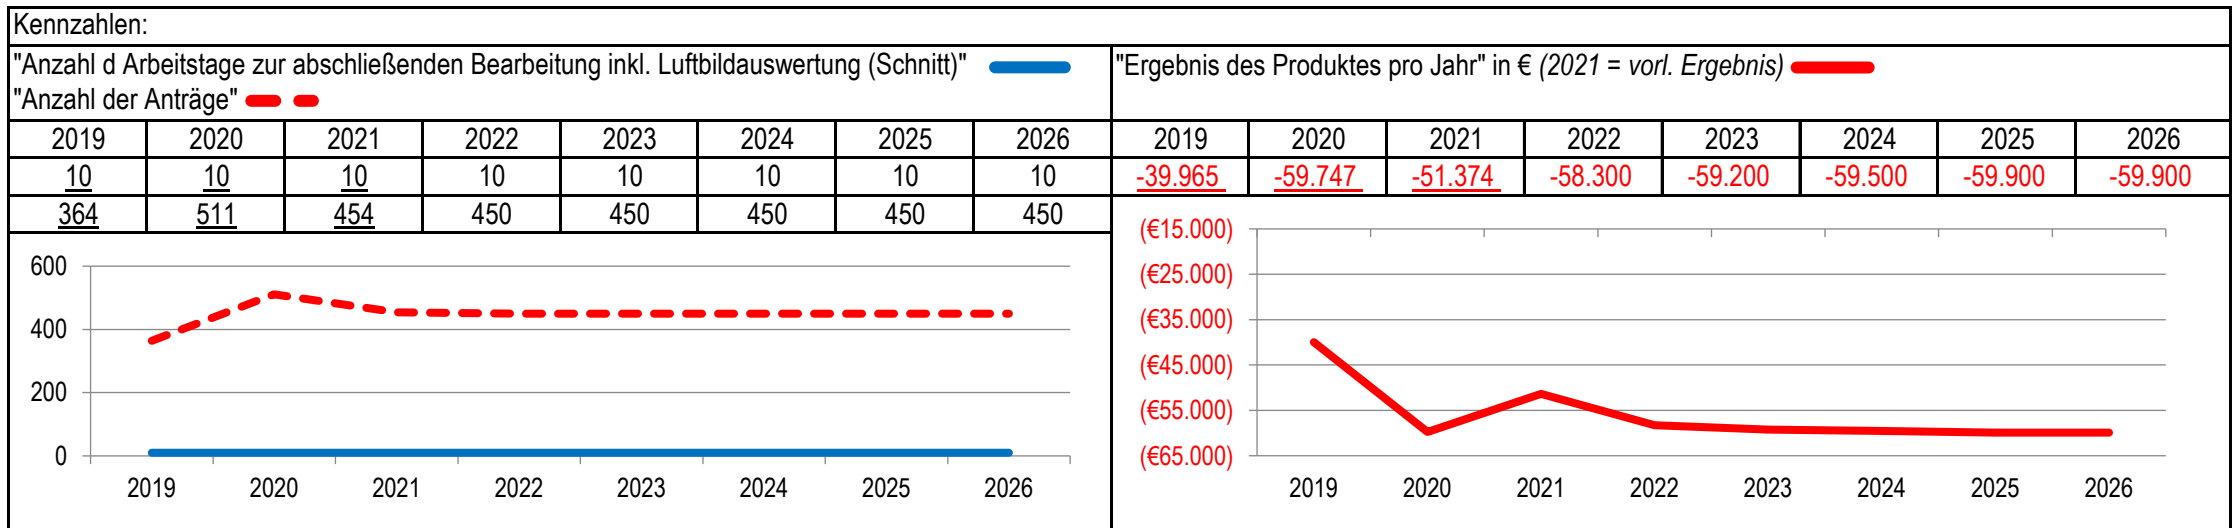 Kennzahlen:
"Anzahl d Arbeitstage zur abschließenden Bearbeitung inkl. Luftbildauswertung (Schnitt)"
"Anzahl der Anträge"
2019 2020 2021 2022 2023 2024 2025 2026
10 10 10 10 10 10 10 10
364 511 454 450 450 450 450 450
600
400
200
0
2019 2020 2021 2022 2023 2024 2025 2026
"Ergebnis des Produktes pro Jahr" in € (2021 = vorl. Ergebnis)
2019 2020 2021 2022 2023 2024 2025 2026
-39.965 -59.747 -51.374 -58.300 -59.200 -59.500 -59.900 -59.900
(€15.000)
(€25.000)
(€35.000)
(€45.000)
(€55.000)
(€65.000)
2019 2020 2021 2022 2023 2024 2025 2026